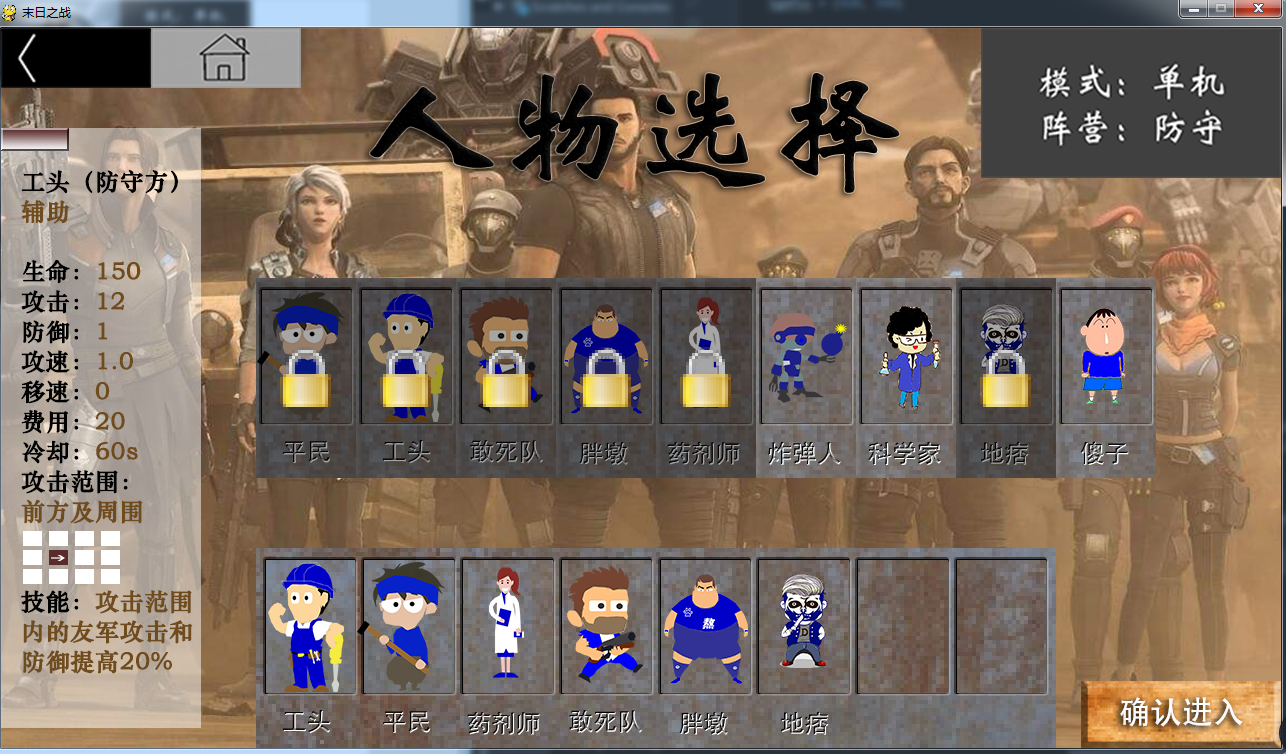 末日之战
人物选择
模式：单机
阵营：防守
工头（防守方）
辅助
生命：150
攻击：12
防御：1
攻速：1.0
移速：0
费用：20
冷却：60s
攻击范围：
前方及周围
技能：攻击范围
内的友军攻击和
防御提高20%
平民 工头 敢死队 胖墩 药剂师 炸弹人 科学家 地痞 傻子
熬
D
工头 平民 药剂师 敢死队 胖墩 地痞
确认进入